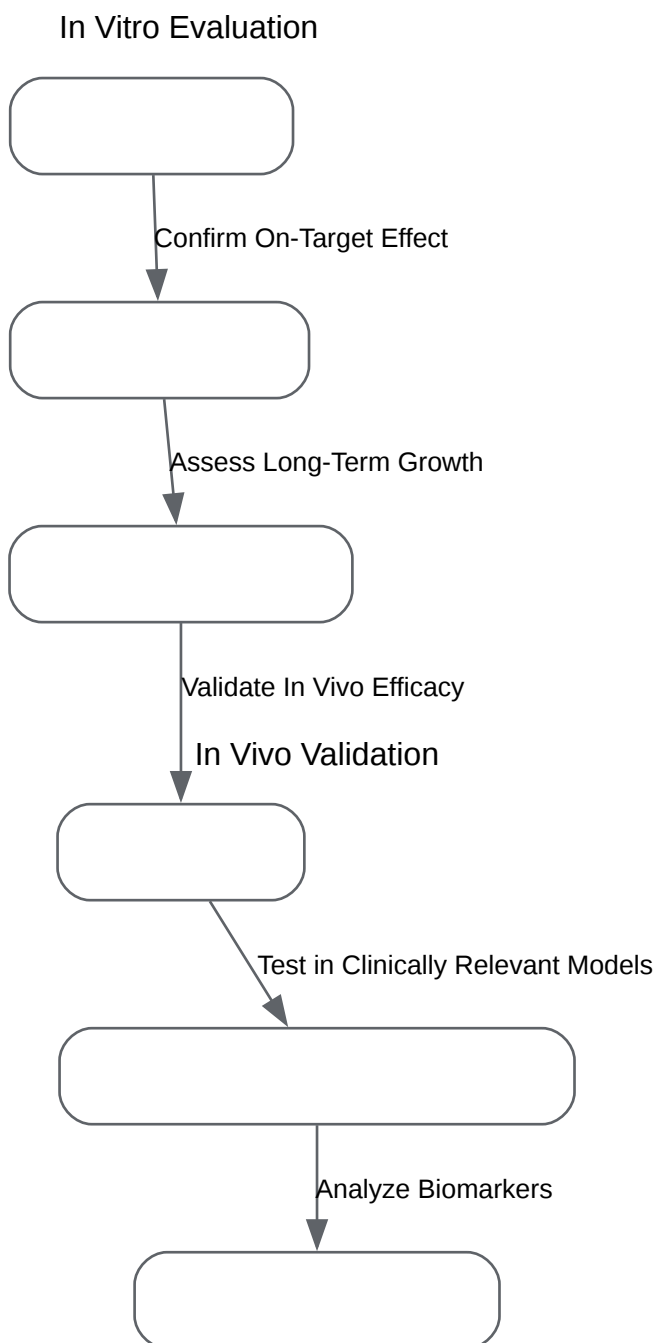 In Vitro Evaluation
Confirm On-Target Effect
Assess Long-Term Growth
Validate In Vivo Efficacy
In Vivo Validation
Test in Clinically Relevant Models
Analyze Biomarkers